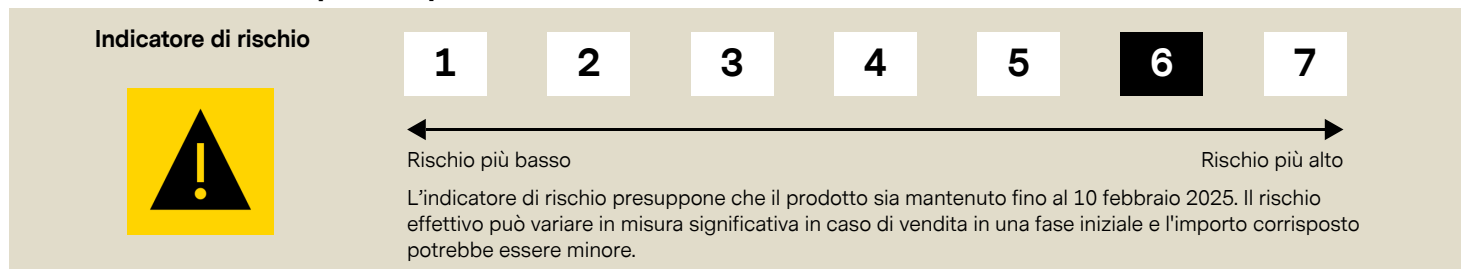 Indicatore di rischio
1 2 3 4 5 6 7
Rischio più basso Rischio più alto
L'indicatore di rischio presuppone che il prodotto sia mantenuto fino al 10 febbraio 2025. Il rischio
effettivo può variare in misura significativa in caso di vendita in una fase iniziale e l'importo corrisposto
potrebbe essere minore.